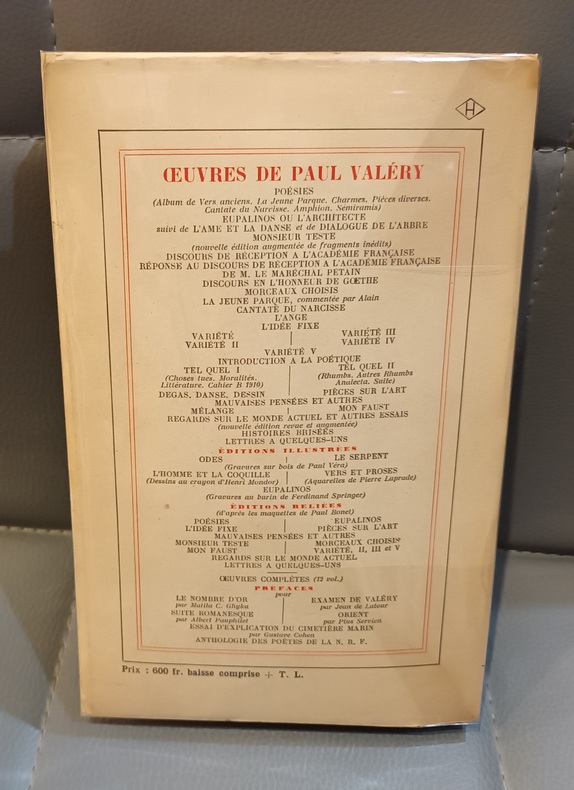 H
ŒUVRES DE PAUL VALÉRY
POÉSIES
(Album de Vers anciens. La Jeune Parque. Charmes. Pièces diverses.
Cantate du Narcisse. Amphion. Sémiramis)
EUPALINOS OU L'ARCHITECTE
suivi de L'AME ET LA DANSE et de DIALOGUE DE L'ARBRE
MONSIEUR TESTE
(nouvelle édition augmentée de fragments inédits)
DISCOURS DE RÉCEPTION A L'ACADÉMIE FRANÇAISE
RÉPONSE AU DISCOURS DE RÉCEPTION A L'ACADÉMIE FRANÇAISE
DE M. LE MARÉCHAL PETAIN
DISCOURS EN L'HONNEUR DE GŒTHE
MORCEAUX CHOISIS
LA JEUNE PARQUE, commentée par Alain
CANTATE DU NARCISSE
L'ANGE
L'IDÉE FIXE
VARIÉTÉ VARIÉTÉ III
VARIÉTÉ II VARIÉTÉ IV
VARIÉTÉ V
INTRODUCTION A LA POÉTIQUE
TEL QUEL I TEL QUEL II
(Choses tues. Moralités. (Rhumbs. Autres Rhumbs
Littérature. Cahier B 1910) Analecta. Suite)
DEGAS, DANSE, DESSIN PIÈCES SUR L'ART
MAUVAISES PENSÉES ET AUTRES
MÉLANGE MON FAUST
REGARDS SUR LE MONDE ACTUEL ET AUTRES ESSAIS
(nouvelle édition revue et augmentée)
HISTOIRES BRISÉES
LETTRES A QUELQUES-UNS
ÉDITIONS ILLUSTRÉES
ODES LE SERPENT
(Gravures sur bois de Paul Véra)
L'HOMME ET LA COQUILLE VERS ET PROSES
(Dessins au crayon d'Henri Mondor) (Aquarelles de Pierre Laprade)
EUPALINOS
(Gravures au burin de Ferdinand Springer)
ÉDITIONS RELIÉES
(d'après les maquettes de Paul Bonet)
POÉSIES EUPALINOS
L'IDÉE FIXE PIÈCES SUR L'ART
MAUVAISES PENSÉES ET AUTRES
MONSIEUR TESTE MORCEAUX CHOISIS
MON FAUST VARIÉTÉ, II, III et V
REGARDS SUR LE MONDE ACTUEL
LETTRES A QUELQUES-UNS
ŒUVRES COMPLÈTES (12 vol.)
PRÉFACES
pour
LE NOMBRE D'OR EXAMEN DE VALÉRY
par Matila C. Ghyka par Jean de Latour
SUITE ROMANESQUE ORIENT
par Albert Pauphilet par Pius Servien
ESSAI D'EXPLICATION DU CIMETIÈRE MARIN
par Gustave Cohen
ANTHOLOGIE DES POÈTES DE LA N. R. F.
Prix : 600 fr. baisse comprise + T. L.